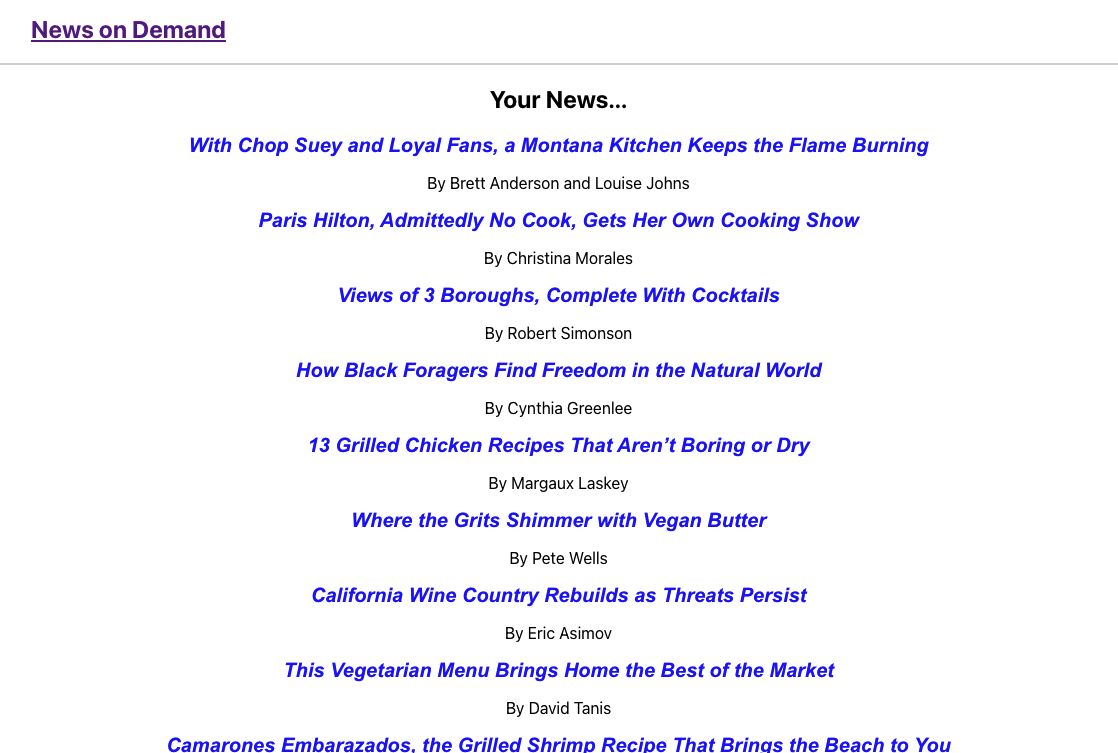 News on Demand
Your News...
With Chop Suey and Loyal Fans, a Montana Kitchen Keeps the Flame Burning
By Brett Anderson and Louise Johns
Paris Hilton, Admittedly No Cook, Gets Her Own Cooking Show
By Christina Morales
Views of 3 Boroughs, Complete With Cocktails
By Robert Simonson
How Black Foragers Find Freedom in the Natural World
By Cynthia Greenlee
13 Grilled Chicken Recipes That Aren’t Boring or Dry
By Margaux Laskey
Where the Grits Shimmer with Vegan Butter
By Pete Wells
California Wine Country Rebuilds as Threats Persist
By Eric Asimov
This Vegetarian Menu Brings Home the Best of the Market
By David Tanis
Camarones Embarazados, the Grilled Shrimp Recipe That Brings the Beach to You